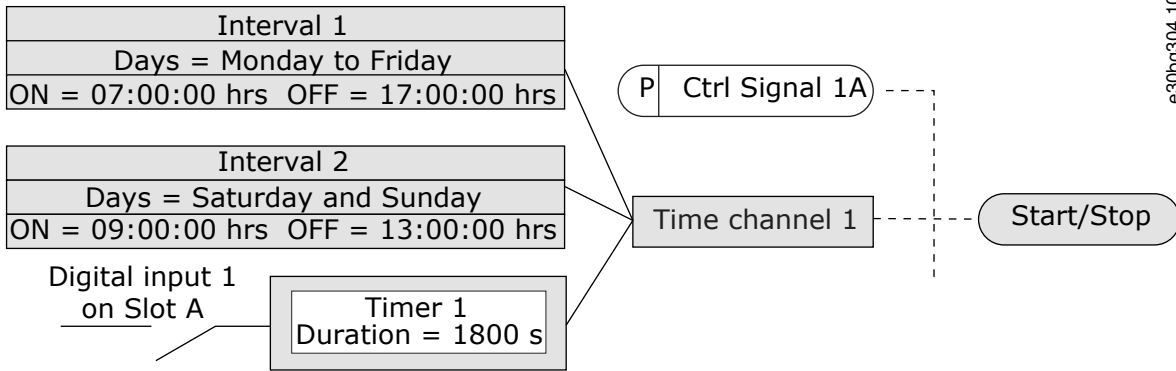 Interval 1
Days = Monday to Friday
ON = 07:00:00 hrs OFF = 17:00:00 hrs
Interval 2
Days = Saturday and Sunday
ON = 09:00:00 hrs OFF = 13:00:00 hrs
Digital input 1
on Slot A
Timer 1
Duration = 1800 s
P Ctrl Signal 1A
Time channel 1
Start/Stop